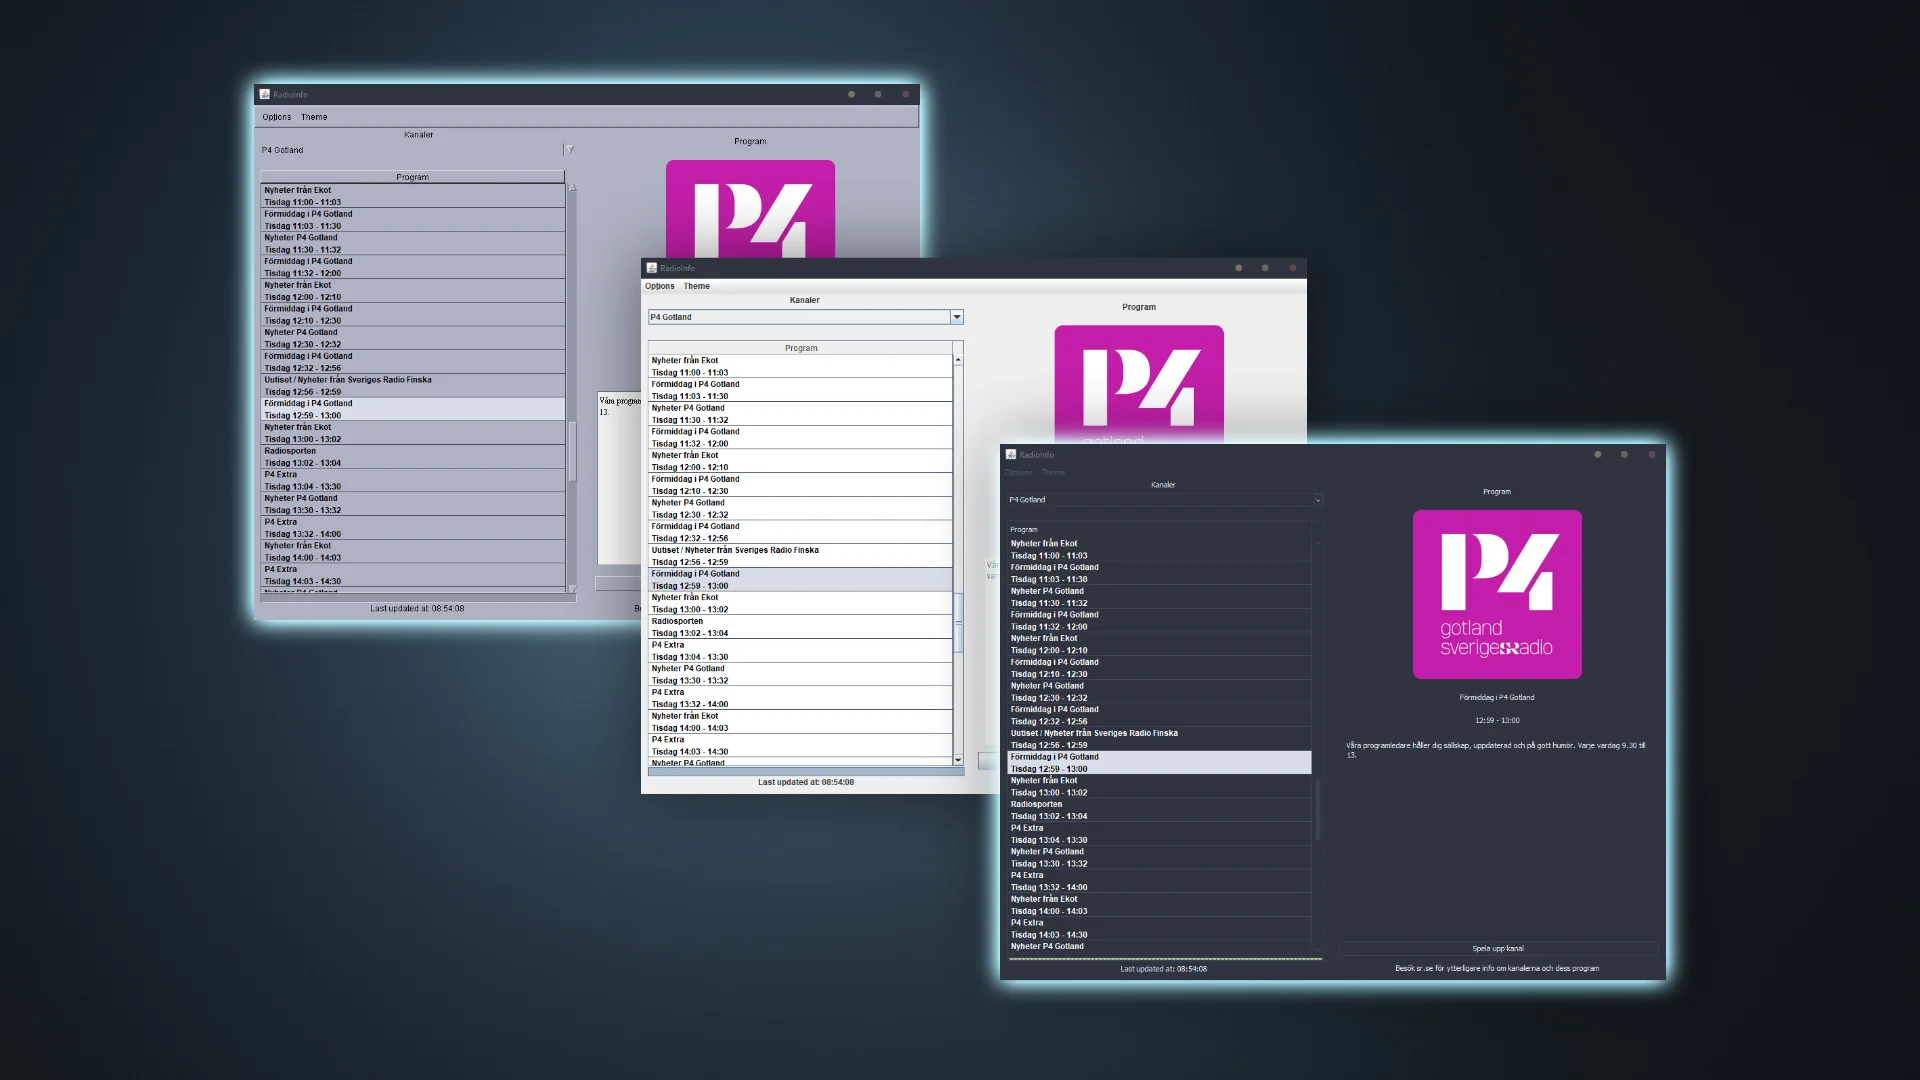 RadioInfo
Options Theme
Kanaler
P4 Gotland
Program
Nyheter från Ekot
Tisdag 11:00 - 11:03
Förmiddag i P4 Gotland
Tisdag 11:03 - 11:30
Nyheter P4 Gotland
Tisdag 11:30 - 11:32
Förmiddag i P4 Gotland
Tisdag 11:32 - 12:00
Nyheter från Ekot
Tisdag 12:00 - 12:10
Förmiddag i P4 Gotland
Tisdag 12:10 - 12:30
Nyheter P4 Gotland
Tisdag 12:30 - 12:32
Förmiddag i P4 Gotland
Tisdag 12:32 - 12:56
Uutiset / Nyheter från Sveriges Radio Finska
Tisdag 12:56 - 12:59
Förmiddag i P4 Gotland
Tisdag 12:59 - 13:00
Nyheter från Ekot
Tisdag 13:00 - 13:02
Radiosporten
Tisdag 13:02 - 13:04
P4 Extra
Tisdag 13:04 - 13:30
Nyheter P4 Gotland
Tisdag 13:30 - 13:32
P4 Extra
Tisdag 13:32 - 14:00
Nyheter från Ekot
Tisdag 14:00 - 14:03
P4 Extra
Tisdag 14:03 - 14:30
Nyheter P4 Gotland
Last updated at: 08:54:08
Program
P4
Våra program
13.
RadioInfo
Options Theme
Kanaler
P4 Gotland
Program
Nyheter från Ekot
Tisdag 11:00 - 11:03
Förmiddag i P4 Gotland
Tisdag 11:03 - 11:30
Nyheter P4 Gotland
Tisdag 11:30 - 11:32
Förmiddag i P4 Gotland
Tisdag 11:32 - 12:00
Nyheter från Ekot
Tisdag 12:00 - 12:10
Förmiddag i P4 Gotland
Tisdag 12:10 - 12:30
Nyheter P4 Gotland
Tisdag 12:30 - 12:32
Förmiddag i P4 Gotland
Tisdag 12:32 - 12:56
Uutiset / Nyheter från Sveriges Radio Finska
Tisdag 12:56 - 12:59
Förmiddag i P4 Gotland
Tisdag 12:59 - 13:00
Nyheter från Ekot
Tisdag 13:00 - 13:02
Radiosporten
Tisdag 13:02 - 13:04
P4 Extra
Tisdag 13:04 - 13:30
Nyheter P4 Gotland
Tisdag 13:30 - 13:32
P4 Extra
Tisdag 13:32 - 14:00
Nyheter från Ekot
Tisdag 14:00 - 14:03
P4 Extra
Tisdag 14:03 - 14:30
Nyheter P4 Gotland
Last updated at: 08:54:08
Program
P4
gotland
RadioInfo
Options Theme
Kanaler
P4 Gotland
Program
Nyheter från Ekot
Tisdag 11:00 - 11:03
Förmiddag i P4 Gotland
Tisdag 11:03 - 11:30
Nyheter P4 Gotland
Tisdag 11:30 - 11:32
Förmiddag i P4 Gotland
Tisdag 11:32 - 12:00
Nyheter från Ekot
Tisdag 12:00 - 12:10
Förmiddag i P4 Gotland
Tisdag 12:10 - 12:30
Nyheter P4 Gotland
Tisdag 12:30 - 12:32
Förmiddag i P4 Gotland
Tisdag 12:32 - 12:56
Uutiset / Nyheter från Sveriges Radio Finska
Tisdag 12:56 - 12:59
Förmiddag i P4 Gotland
Tisdag 12:59 - 13:00
Nyheter från Ekot
Tisdag 13:00 - 13:02
Radiosporten
Tisdag 13:02 - 13:04
P4 Extra
Tisdag 13:04 - 13:30
Nyheter P4 Gotland
Tisdag 13:30 - 13:32
P4 Extra
Tisdag 13:32 - 14:00
Nyheter från Ekot
Tisdag 14:00 - 14:03
P4 Extra
Tisdag 14:03 - 14:30
Nyheter P4 Gotland
Last updated at: 08:54:08
Program
P4
gotland
sverigesRadio
Förmiddag i P4 Gotland
12:59 - 13:00
Våra programledare håller dig sällskap, uppdaterad och på gott humör. Varje vardag 9.30 till
13.
Spela upp kanal
Besök sr.se för ytterligare info om kanalerna och dess program